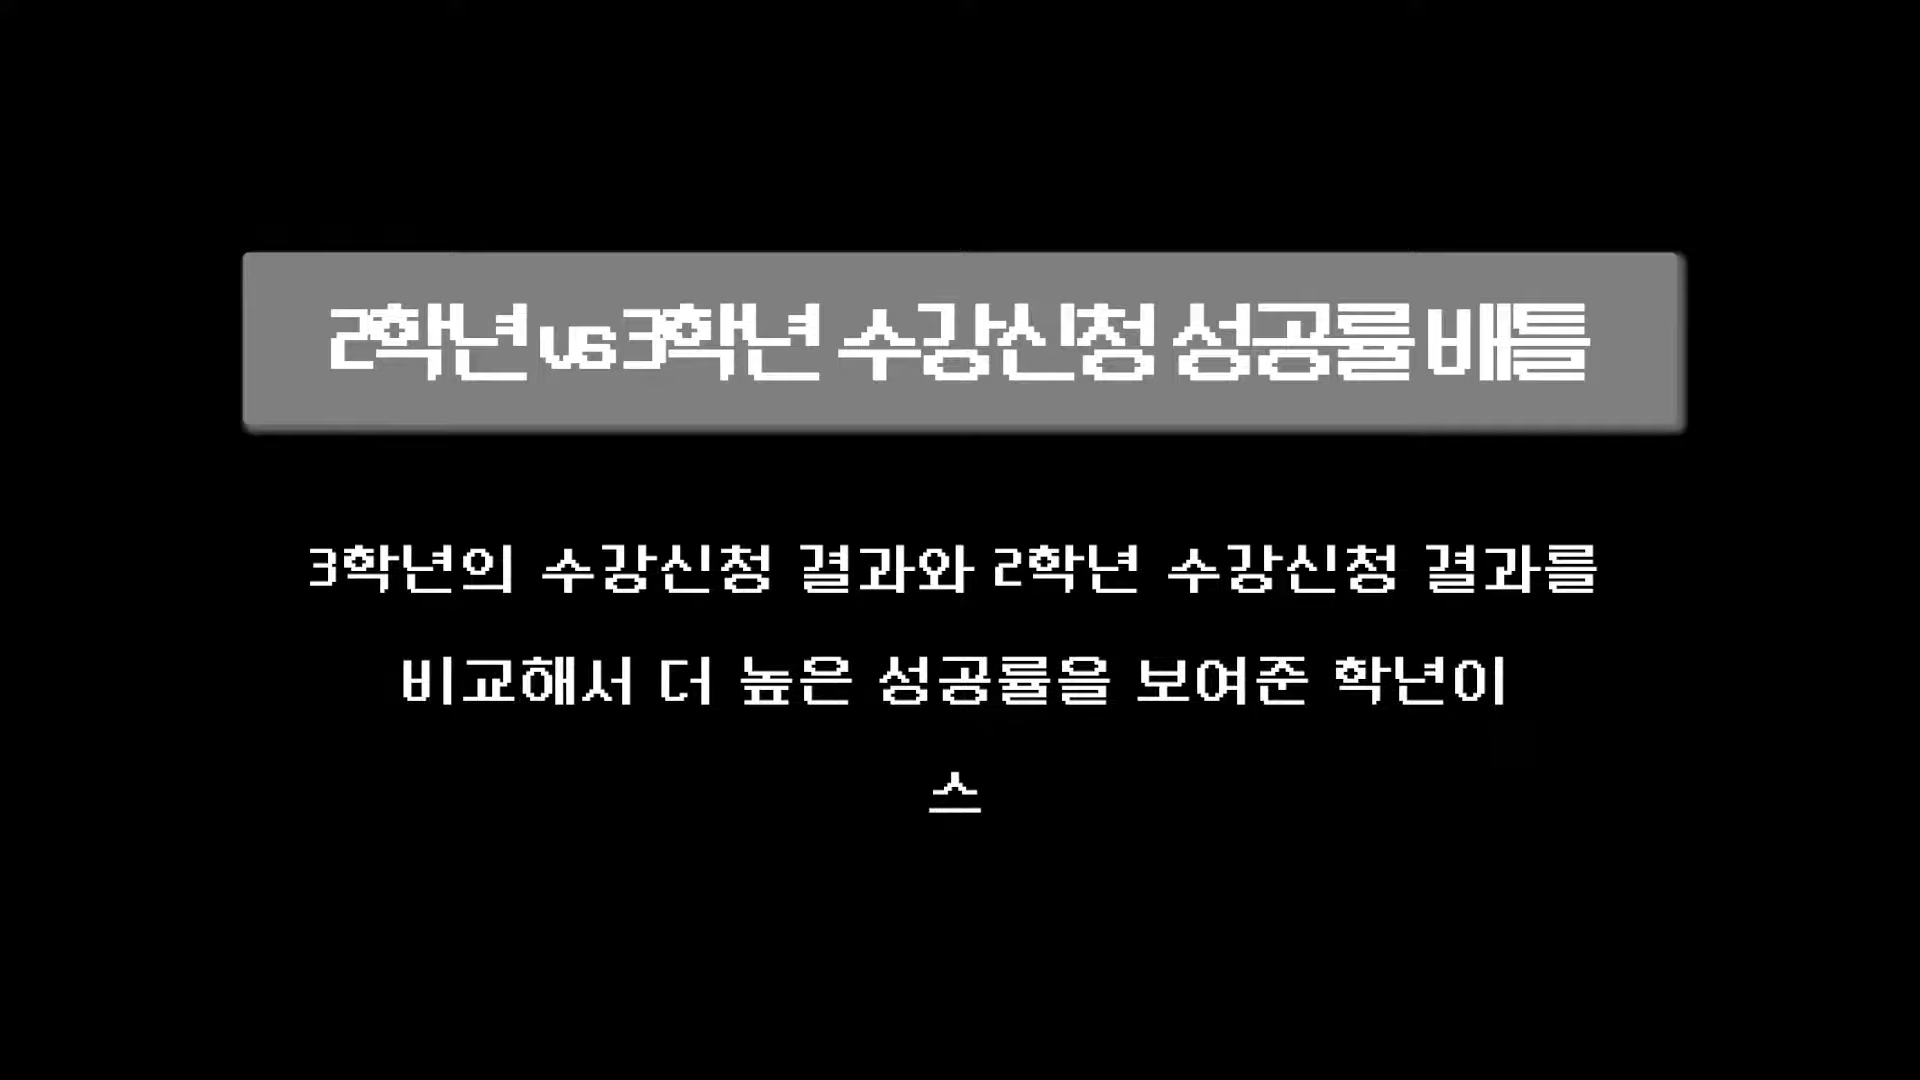 2학년 vs 3학년 수강신청 성공률 배틀
3학년의 수강신청 결과와 2학년 수강신청 결과를
비교해서 더 높은 성공률을 보여준 학년이
스